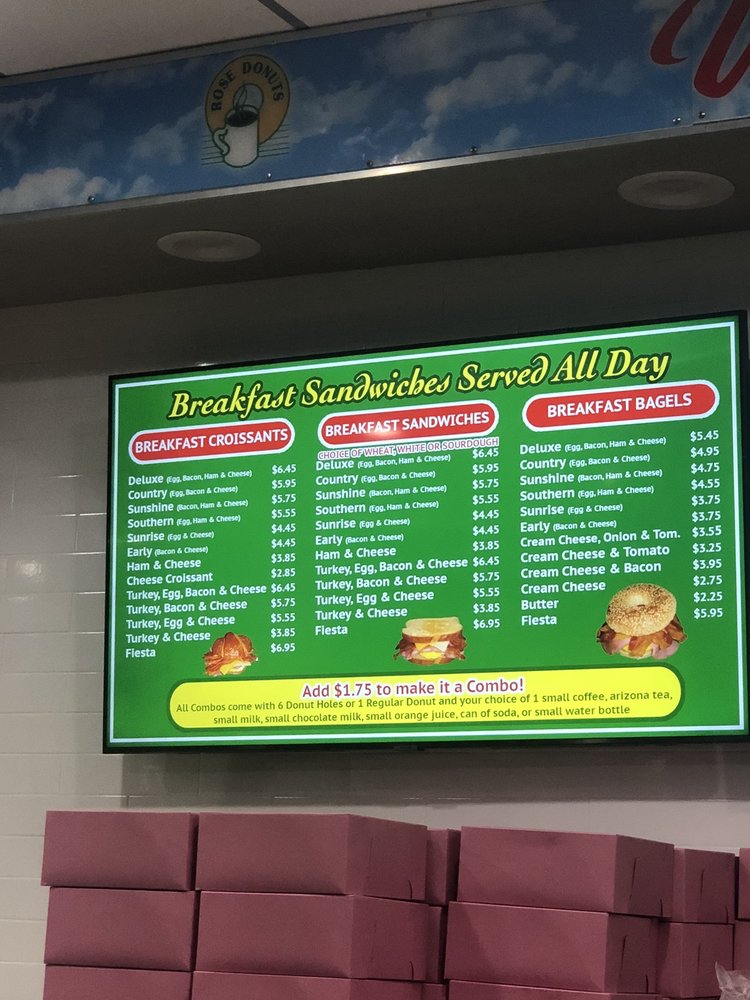 ROSE DONUTS
Breakfast Sandwiches Served All Day
BREAKFAST CROISSANTS
Deluxe (Egg, Bacon, Ham & Cheese) $6.45
Country (Egg, Bacon & Cheese) $5.95
Sunshine (Bacon, Ham & Cheese) $5.75
Southern (Egg, Ham & Cheese) $5.55
Sunrise (Egg & Cheese) $4.45
Early (Bacon & Cheese) $4.45
Ham & Cheese $3.85
Cheese Croissant $2.85
Turkey, Egg, Bacon & Cheese $6.45
Turkey, Bacon & Cheese $5.75
Turkey, Egg & Cheese $5.55
Turkey & Cheese $3.85
Fiesta $6.95
BREAKFAST SANDWICHES
CHOICE OF WHEAT, WHITE OR SOURDOUGH
Deluxe (Egg, Bacon, Ham & Cheese) $6.45
Country (Egg, Bacon & Cheese) $5.95
Sunshine (Bacon, Ham & Cheese) $5.75
Southern (Egg, Ham & Cheese) $5.55
Sunrise (Egg & Cheese) $4.45
Early (Bacon & Cheese) $4.45
Ham & Cheese $3.85
Turkey, Egg, Bacon & Cheese $6.45
Turkey, Bacon & Cheese $5.75
Turkey, Egg & Cheese $5.55
Turkey & Cheese $3.85
Fiesta $6.95
BREAKFAST BAGELS
Deluxe (Egg, Bacon, Ham & Cheese) $5.45
Country (Egg, Bacon & Cheese) $4.95
Sunshine (Bacon, Ham & Cheese) $4.75
Southern (Egg, Ham & Cheese) $4.55
Sunrise (Egg & Cheese) $3.75
Early (Bacon & Cheese) $3.75
Cream Cheese, Onion & Tom. $3.55
Cream Cheese & Tomato $3.25
Cream Cheese & Bacon $3.95
Cream Cheese $2.75
Butter $2.25
Fiesta $5.95
Add $1.75 to make it a Combo!
All Combos come with 6 Donut Holes or 1 Regular Donut and your choice of 1 small coffee, arizona tea,
small milk, small chocolate milk, small orange juice, can of soda, or small water bottle